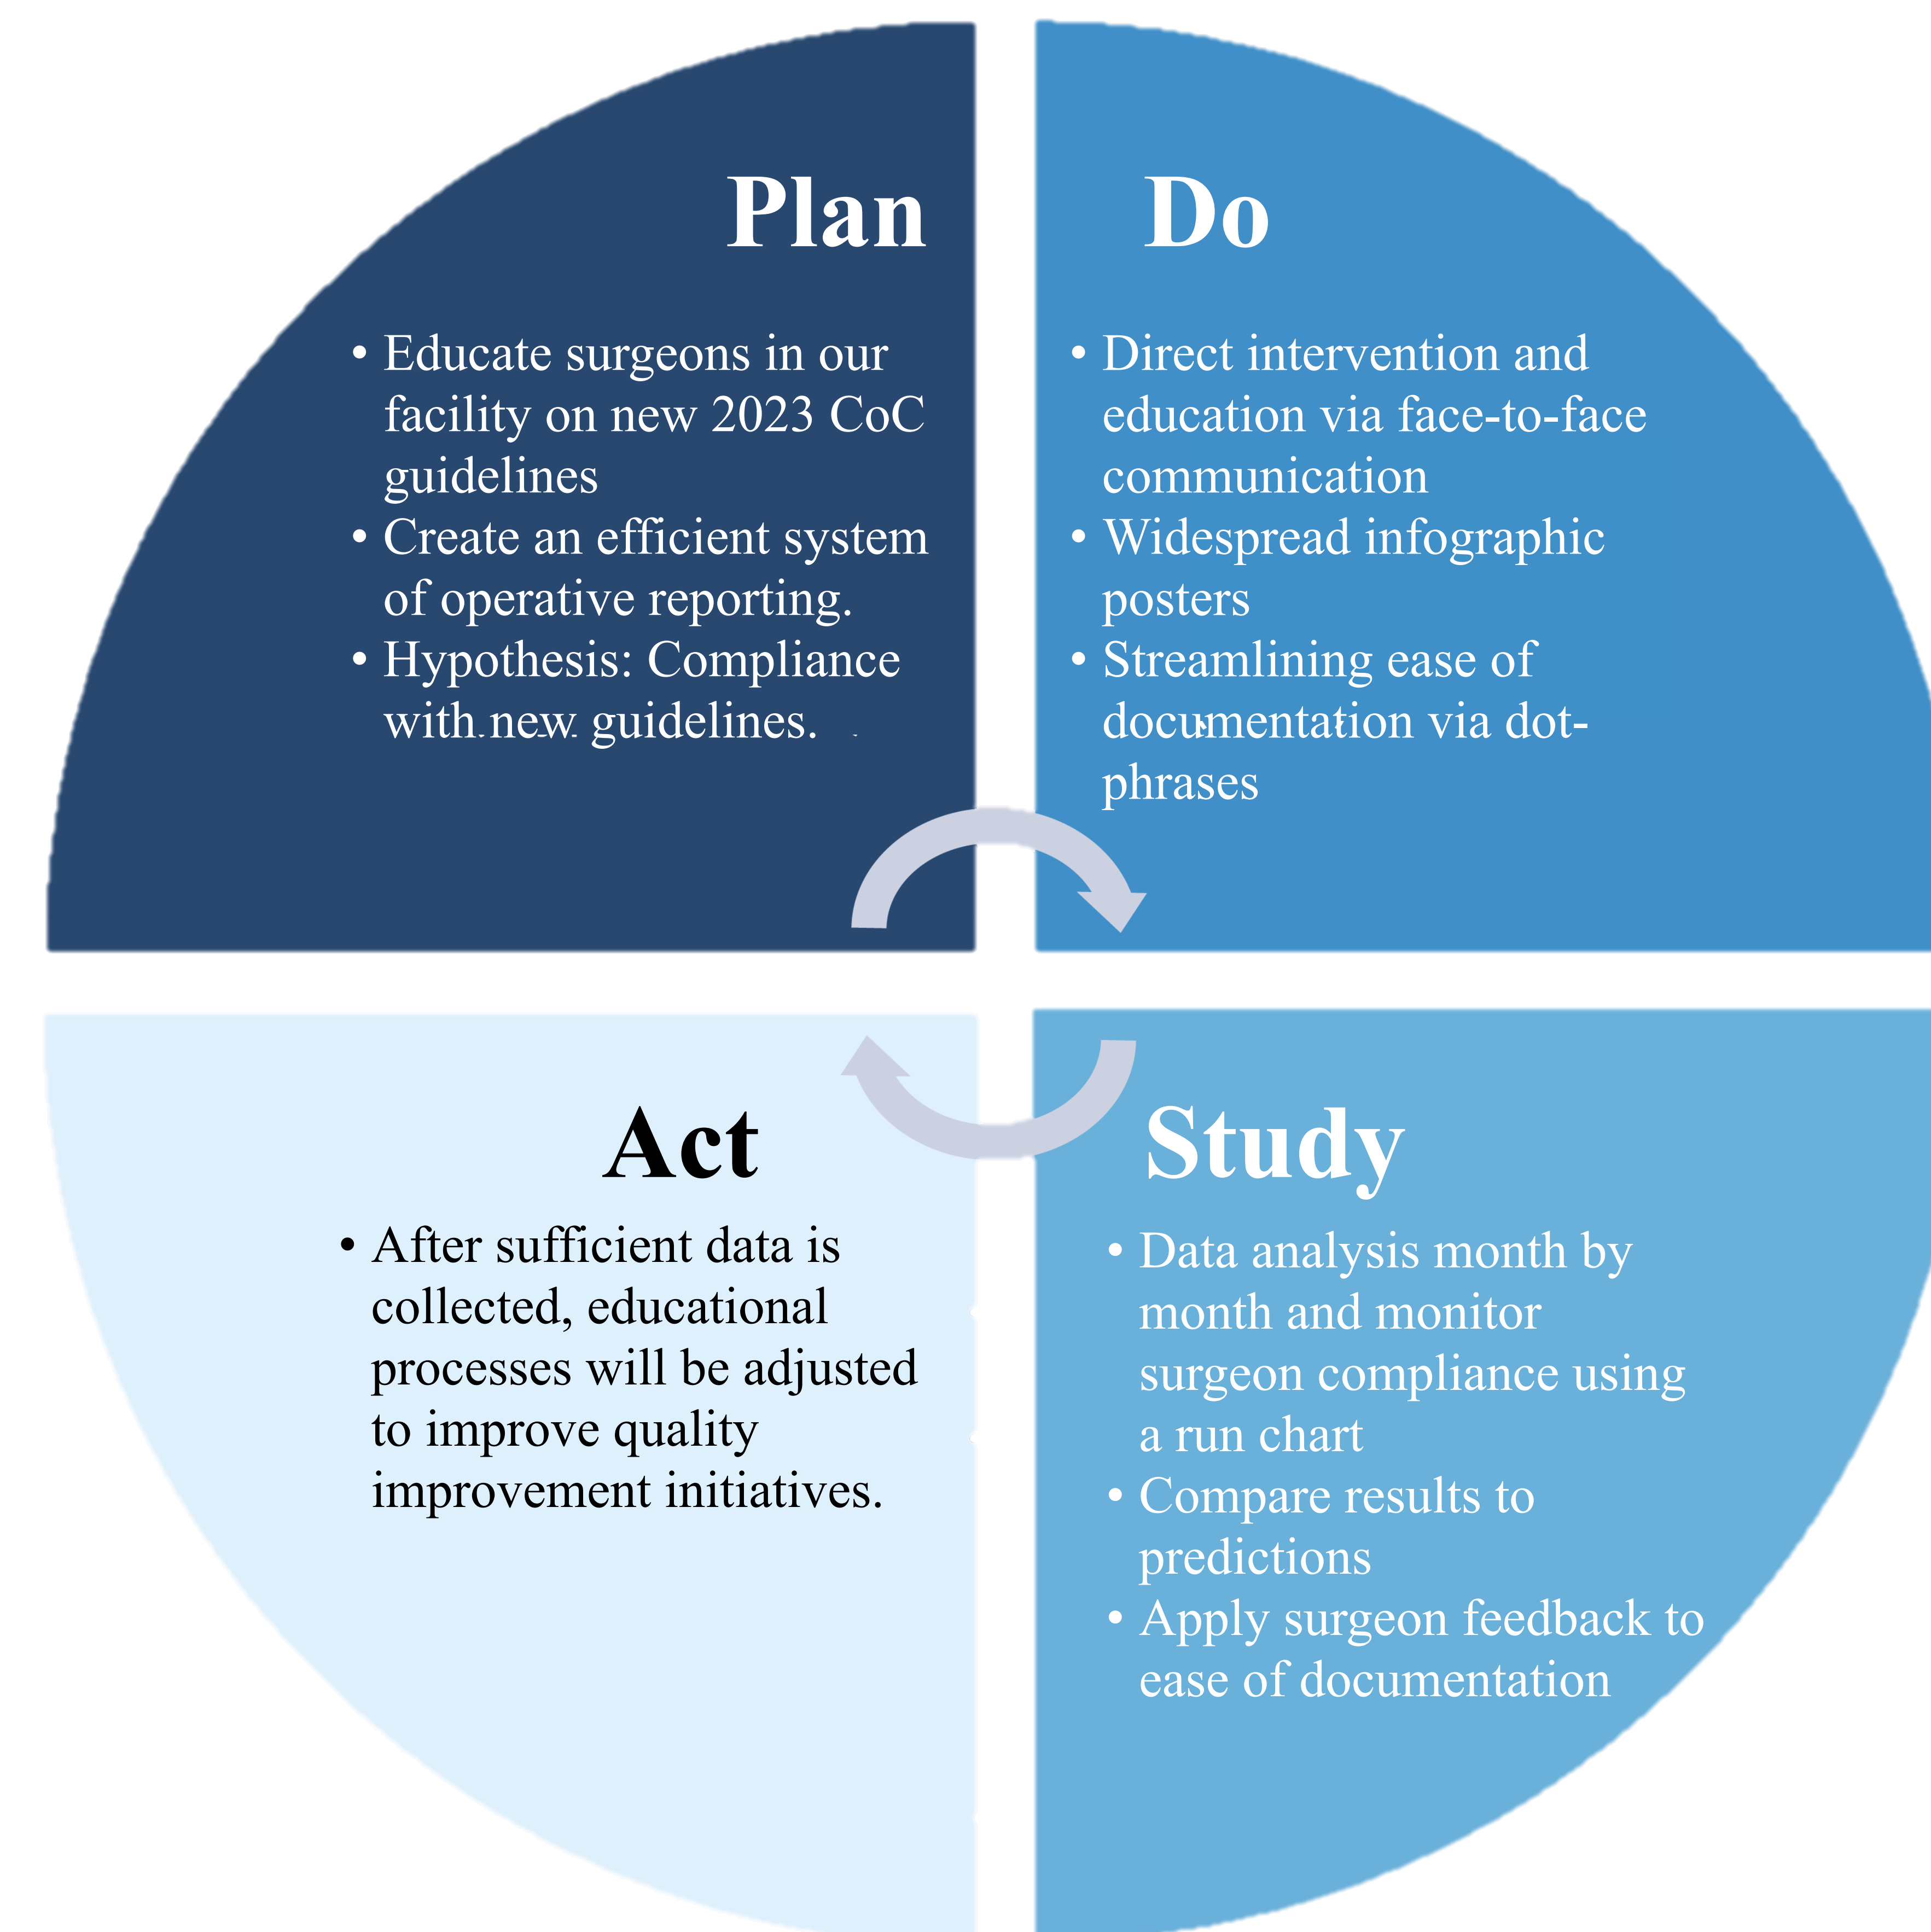 Plan
• Educate surgeons in our
facility on new 2023 CoC
guidelines
• Create an efficient system
of operative reporting.
• Hypothesis: Compliance
with new guidelines.
Do
• Direct intervention and
education via face-to-face
communication
• Widespread infographic
posters
• Streamlining ease of
documentation via dot-
phrases
Study
• Data analysis month by
month and monitor
surgeon compliance using
a run chart
• Compare results to
predictions
• Apply surgeon feedback to
ease of documentation
Act
• After sufficient data is
collected, educational
processes will be adjusted
to improve quality
improvement initiatives.